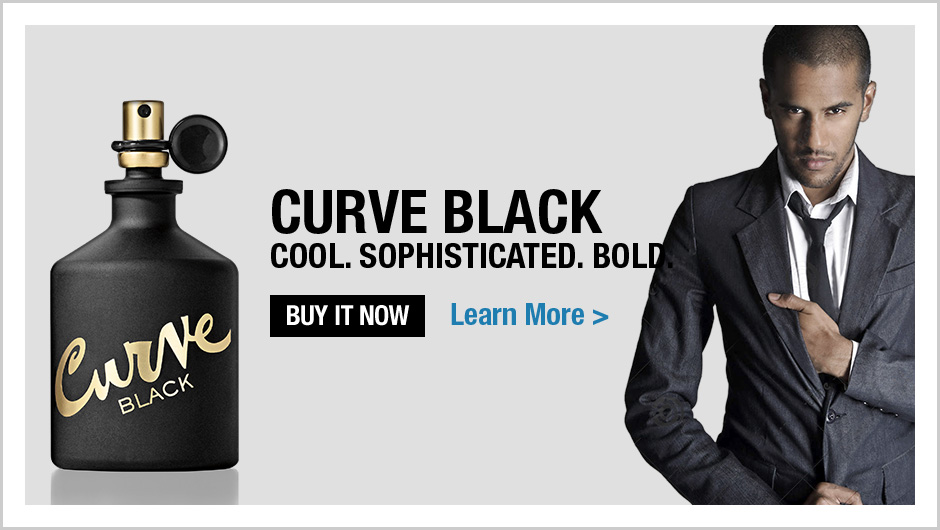 CURVE BLACK
COOL. SOPHISTICATED. BOLD.
BUY IT NOW
Learn More >
Curve
BLACK